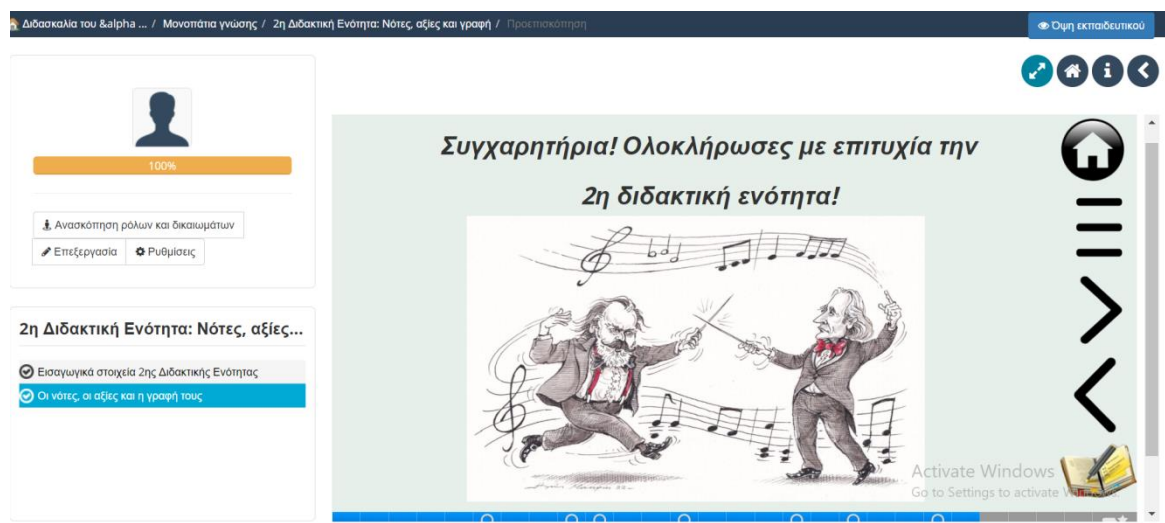 Διδασκαλία του &alpha ... / Μονοπάτια γνώσης / 2η Διδακτική Ενότητα: Νότες, αξίες και γραφή / Προεπισκόπηση
Όψη εκπαιδευτικού
100%
Ανασκόπηση ρόλων και δικαιωμάτων
Επεξεργασία Ρυθμίσεις
2η Διδακτική Ενότητα: Νότες, αξίες...
Εισαγωγικά στοιχεία 2ης Διδακτικής Ενότητας
Οι νότες, οι αξίες και η γραφή τους
Συγχαρητήρια! Ολοκλήρωσες με επιτυχία την
2η διδακτική ενότητα!
Activate Windows
Go to Settings to activate Windows.